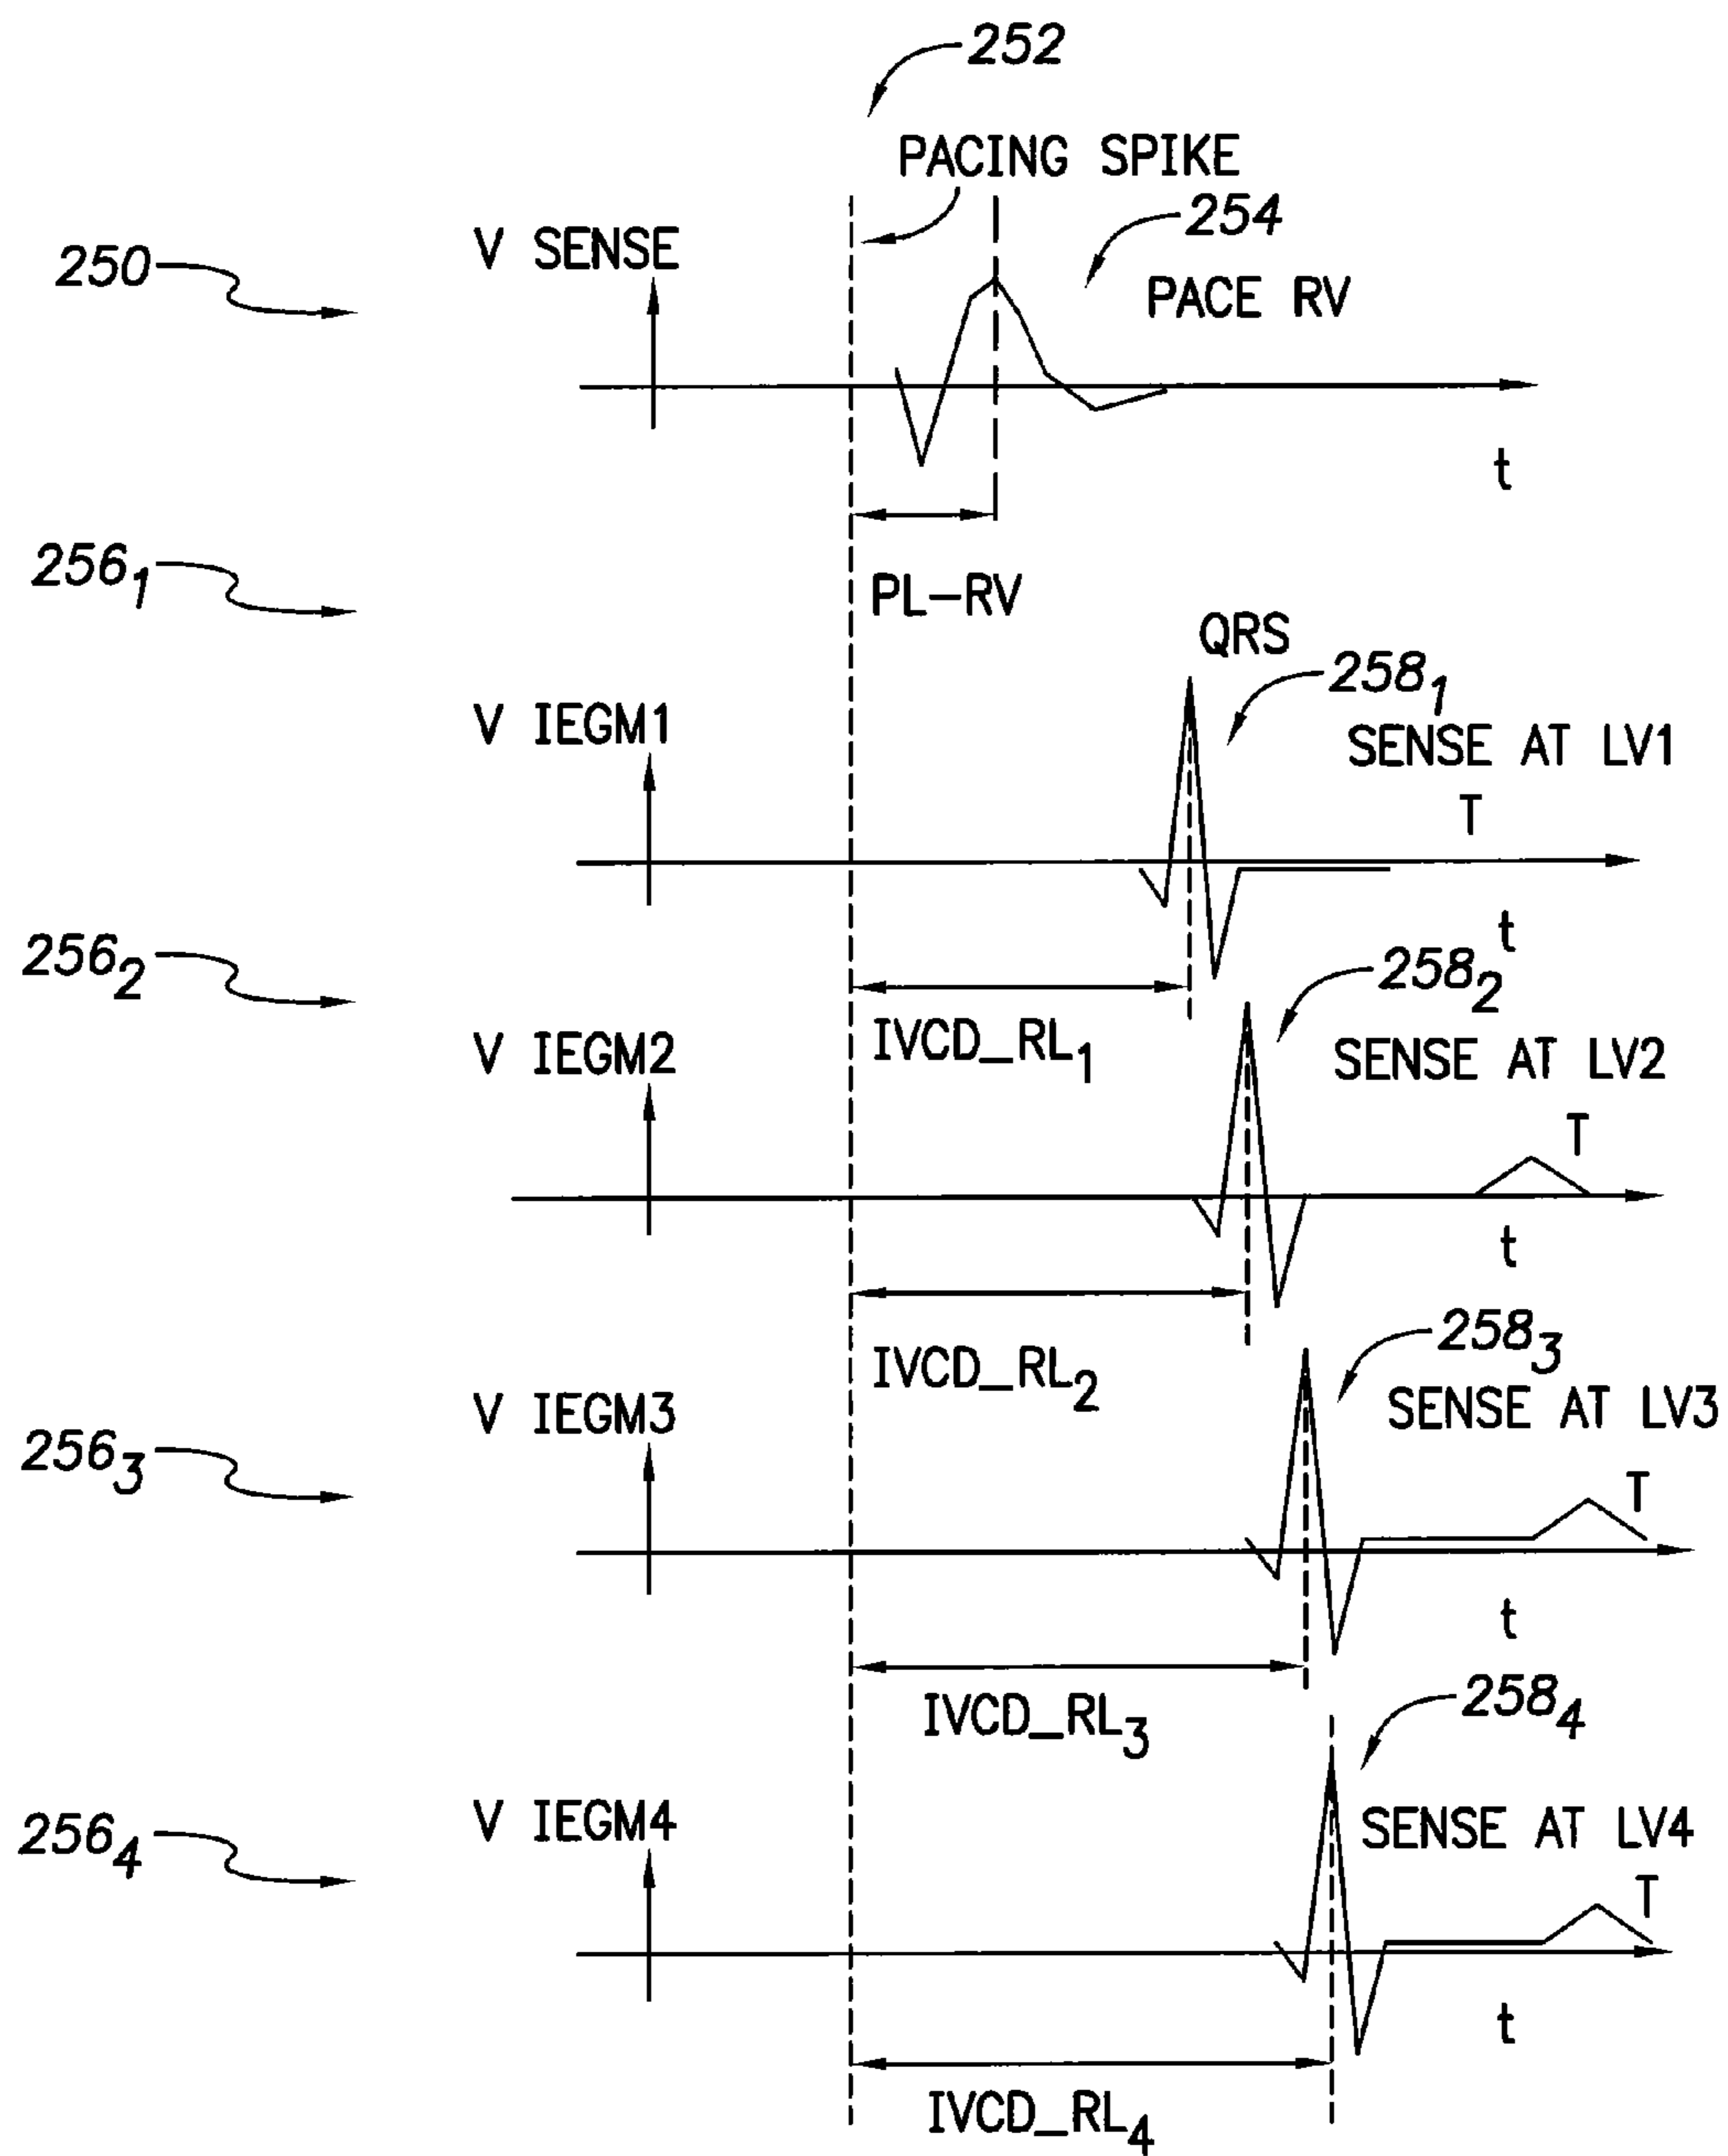 252
PACING SPIKE
254
V SENSE
250
PACE RV
t
256₁
PL-RV
QRS
258₁
V IEGM1
SENSE AT LV1
T
t
256₂
258₂
IVCD_RL₁
V IEGM2
SENSE AT LV2
T
t
258₃
IVCD_RL₂
V IEGM3
SENSE AT LV3
256₃
T
t
258₄
IVCD_RL₃
V IEGM4
SENSE AT LV4
256₄
T
t
IVCD_RL₄